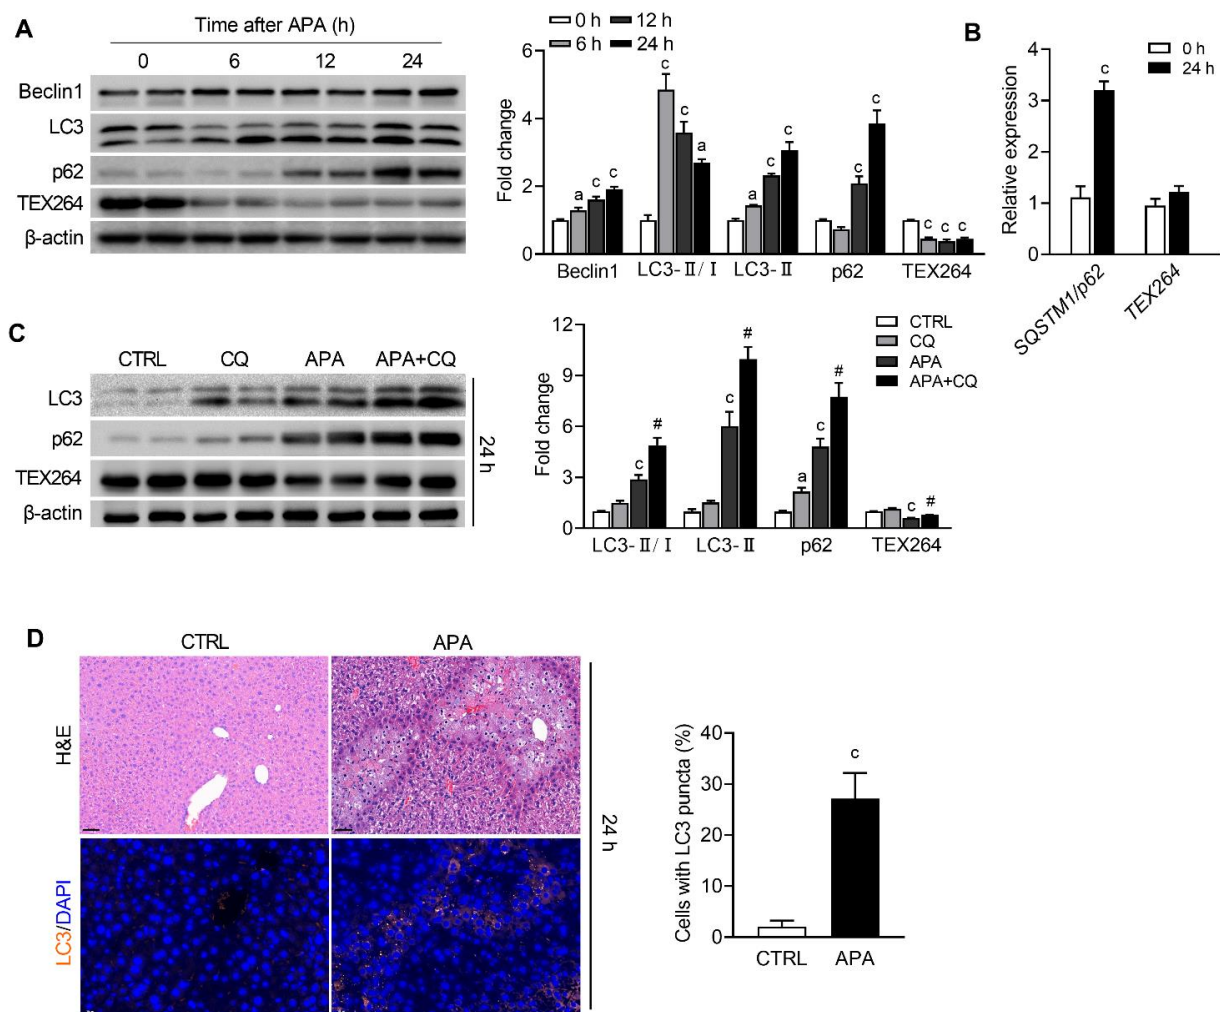 A
Time after APA (h)
0 6 12 24
Beclin1
LC3
p62
TEX264
β-actin
0 h 12 h
6 h 24 h
Fold change
6
4
2
0
a c c
c c a
a c c
c c
c c c
Beclin1 LC3-Ⅱ/Ⅰ LC3-Ⅱ p62 TEX264
B
0 h
24 h
Relative expression
4
3
2
1
0
c
SQSTM1/p62 TEX264
C
CTRL CQ APA APA+CQ
LC3
p62
TEX264
β-actin
24 h
CTRL
CQ
APA
APA+CQ
Fold change
12
9
6
3
0
c #
c #
a c #
c #
LC3-Ⅱ/Ⅰ LC3-Ⅱ p62 TEX264
D
CTRL APA
H&E
LC3/DAPI
24 h
Cells with LC3 puncta (%)
40
30
20
10
0
c
CTRL APA